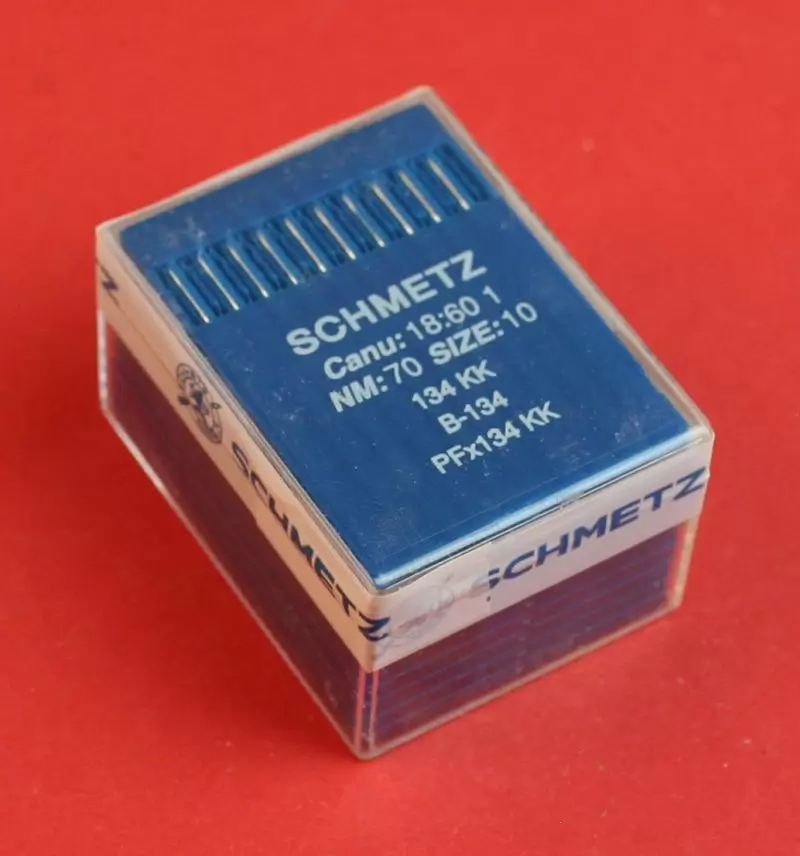 SCHMETZ
Canu: 18:60 1
NM: 70 SIZE: 10
134 KK
B-134
PFx134 KK
SCHMETZ
SCHMETZ
Z